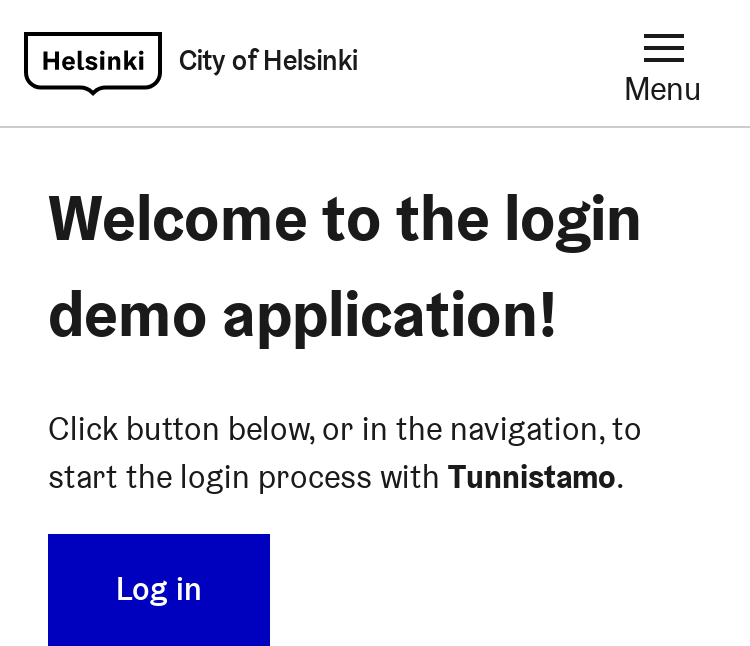 Helsinki City of Helsinki
Menu
Welcome to the login
demo application!
Click button below, or in the navigation, to
start the login process with Tunnistamo.
Log in